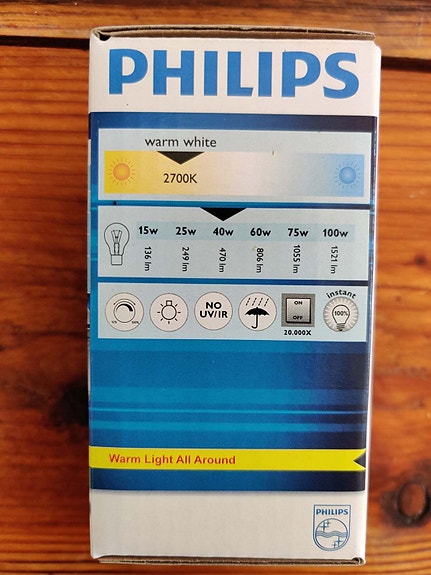 PHILIPS
warm white
2700K
15w 25w 40w 60w 75w 100w
136 lm 249 lm 470 lm 806 lm 1055 lm 1521 lm
NO
UV/IR
ON
OFF
20.000X
instant
100%
Warm Light All Around
PHILIPS